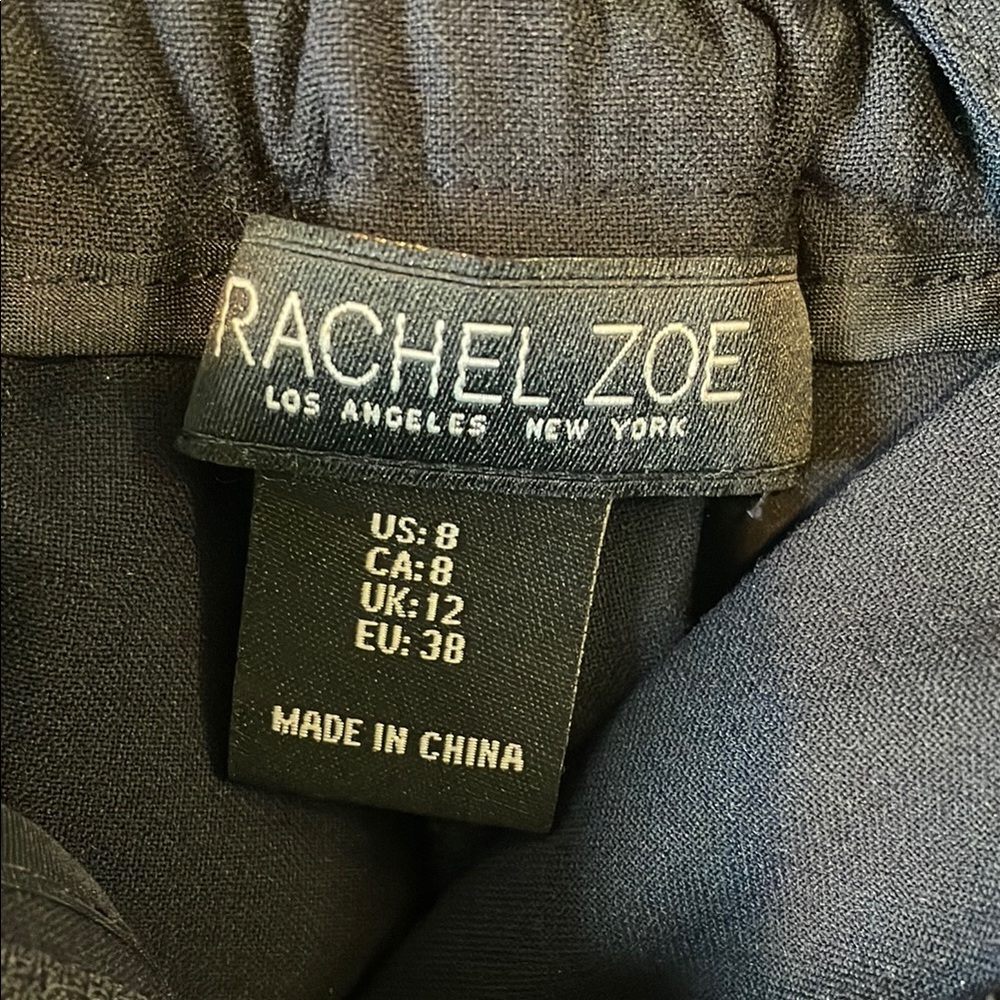 RACHEL ZOE
LOS ANGELES NEW YORK
US: 8
CA: 8
UK: 12
EU: 38
MADE IN CHINA